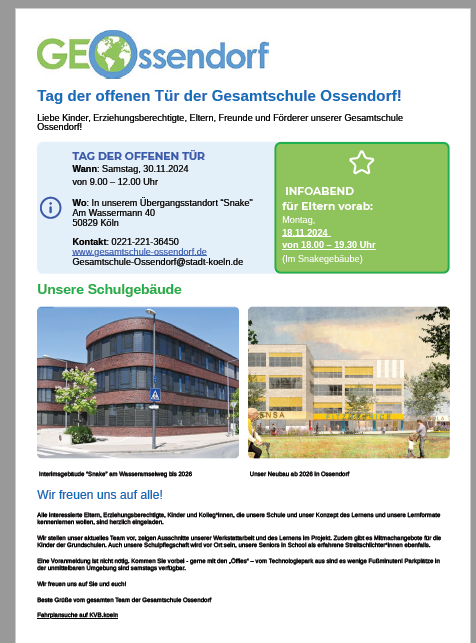 GEOssendorf
Tag der offenen Tür der Gesamtschule Ossendorf!
Liebe Kinder, Erziehungsberechtigte, Eltern, Freunde und Förderer unserer Gesamtschule
Ossendorf!
TAG DER OFFENEN TÜR
Wann: Samstag, 30.11.2024
von 9.00 – 12.00 Uhr
Wo: In unserem Übergangsstandort "Snake"
Am Wassermann 40
50829 Köln
Kontakt: 0221-221-36450
www.gesamtschule-ossendorf.de
Gesamtschule-Ossendorf@stadt-koeln.de
INFOABEND
für Eltern vorab:
Montag,
18.11.2024
von 18.00 – 19.30 Uhr
(Im Snakegebäude)
Unsere Schulgebäude
ENSA
Interimsgebäude "Snake" am Wasseramselweg bis 2026
Unser Neubau ab 2026 in Ossendorf
Wir freuen uns auf alle!
Alle interessierte Eltern, Erziehungsberechtigte, Kinder und Kolleg*innen, die unsere Schule und unser Konzept des Lernens und unsere Lernformate
kennenlernen wollen, sind herzlich eingeladen.
Wir stellen unser aktuelles Team vor, zeigen Ausschnitte unserer Werkstattarbeit und des Lernens im Projekt. Zudem gibt es Mitmachangebote für die
Kinder der Grundschulen. Auch unsere Schulpflegschaft wird vor Ort sein, unsere Seniors in School als erfahrene Streitschlichter*innen ebenfalls.
Eine Voranmeldung ist nicht nötig. Kommen Sie vorbei - gerne mit den „Öffies" – vom Technologiepark aus sind es wenige Fußminuten! Parkplätze in
der unmittelbaren Umgebung sind samstags verfügbar.
Wir freuen uns auf Sie und euch!
Beste Grüße vom gesamten Team der Gesamtschule Ossendorf
Fahrplansuche auf KVB.koeln